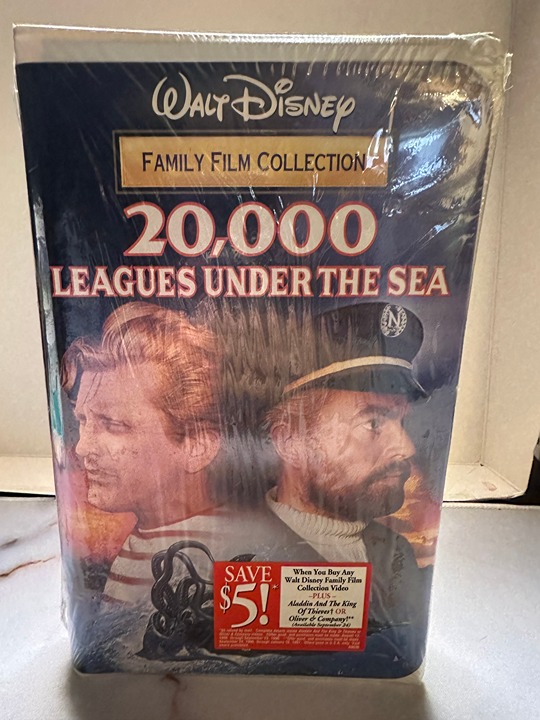 WALT DISNEY
FAMILY FILM COLLECTION
20,000
LEAGUES UNDER THE SEA
N
SAVE
$5!*
When You Buy Any
Walt Disney Family Film
Collection Video
–PLUS –
Aladdin And The King
Of Thieves† OR
Oliver & Company!**
(Available September 24)